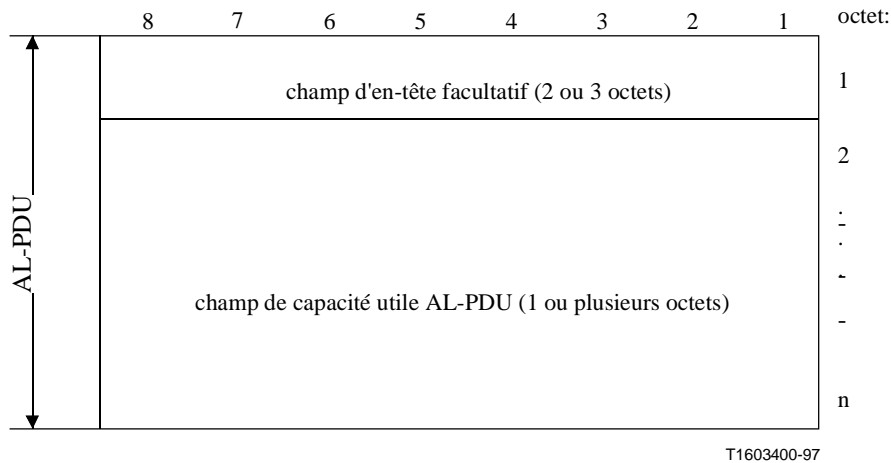 8 7 6 5 4 3 2 1 octet:
champ d'en-tête facultatif (2 ou 3 octets) 1
2
AL-PDU
champ de capacité utile AL-PDU (1 ou plusieurs octets)
n
T1603400-97